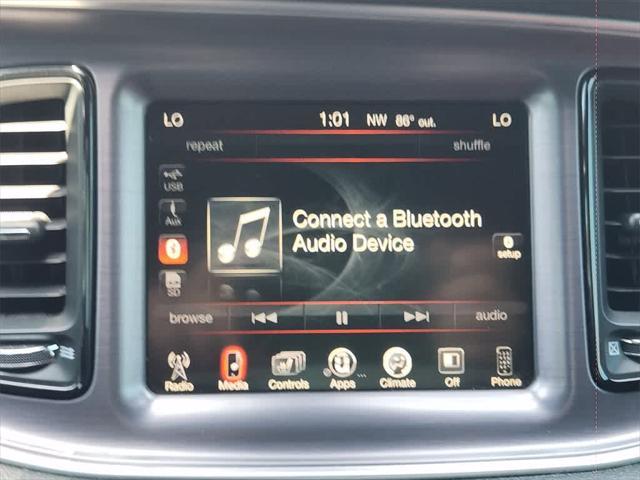 LO 1:01 NW 86° out. LO
repeat shuffle
USB
Aux
Connect a Bluetooth
Audio Device
setup
SD
browse audio
Radio Media Controls Apps Climate Off Phone